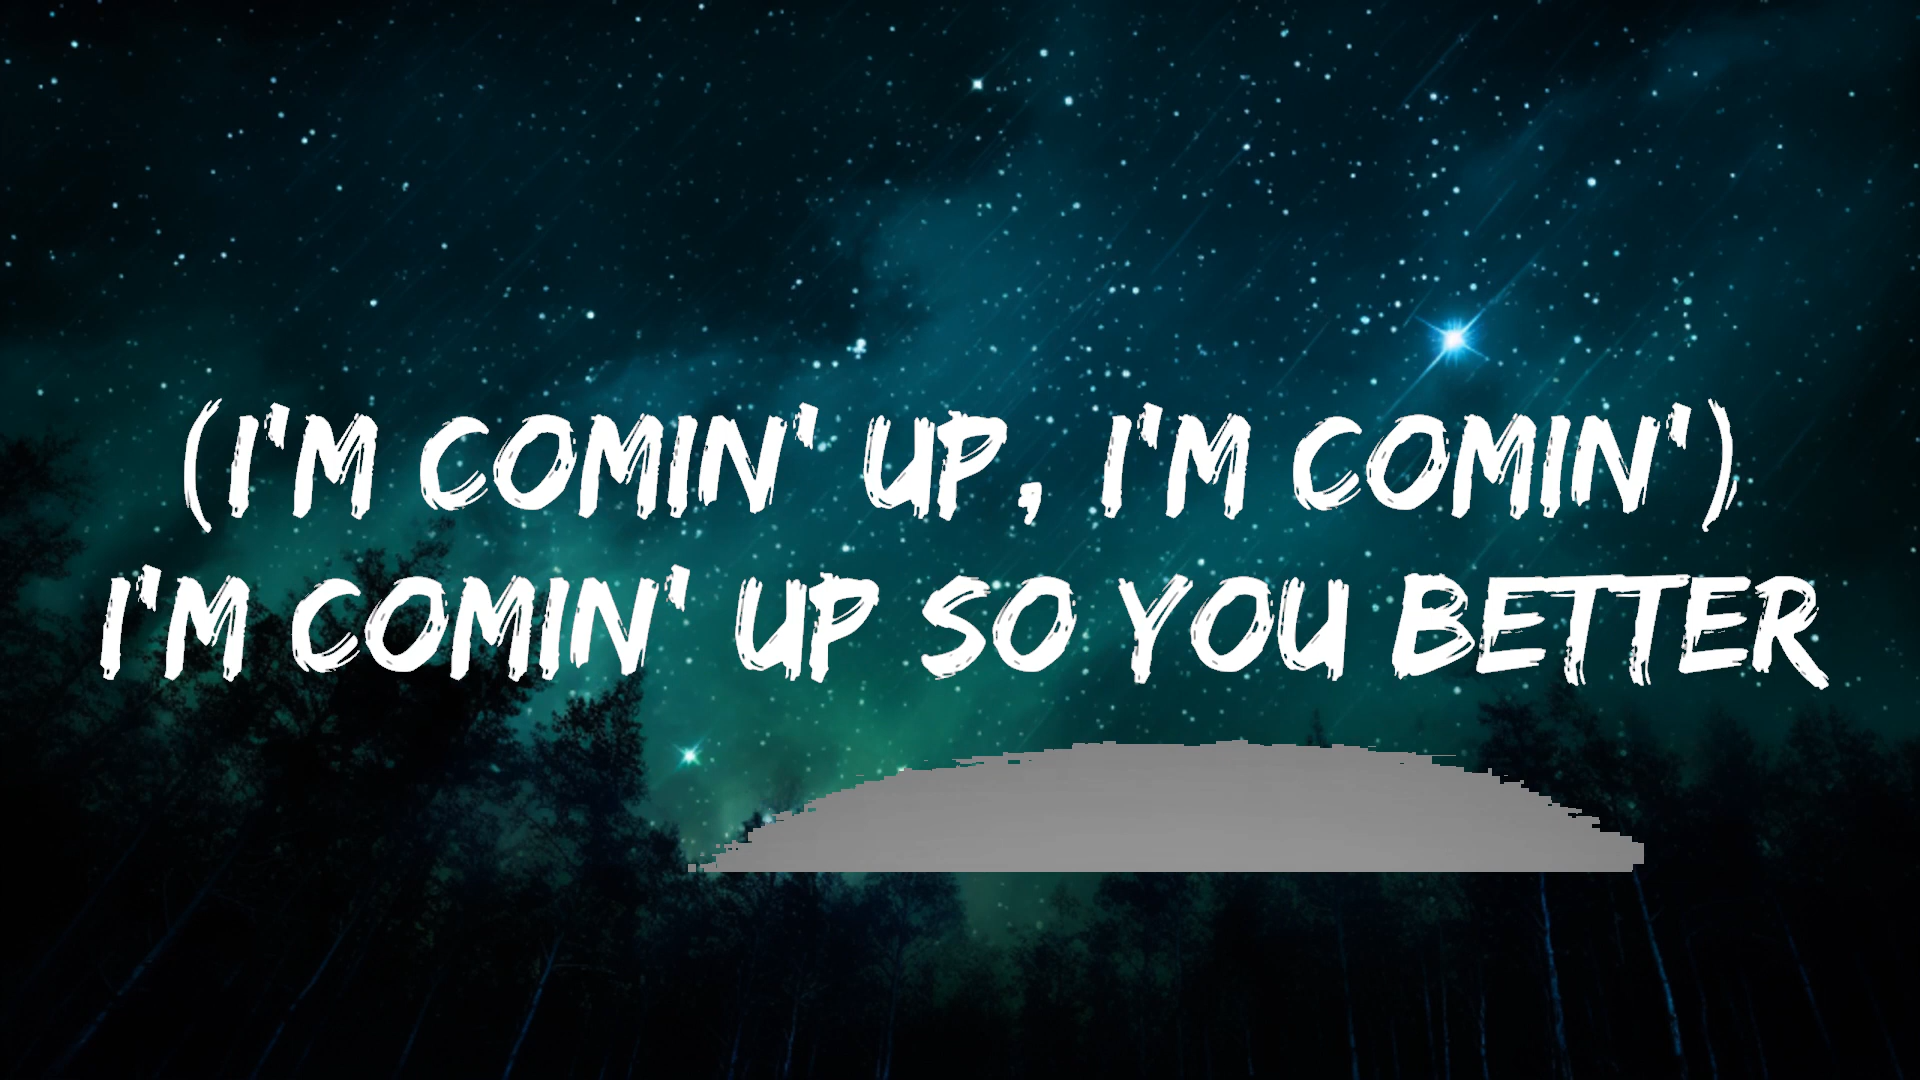 (I'M COMIN' UP, I'M COMIN')
I'M COMIN' UP SO YOU BETTER